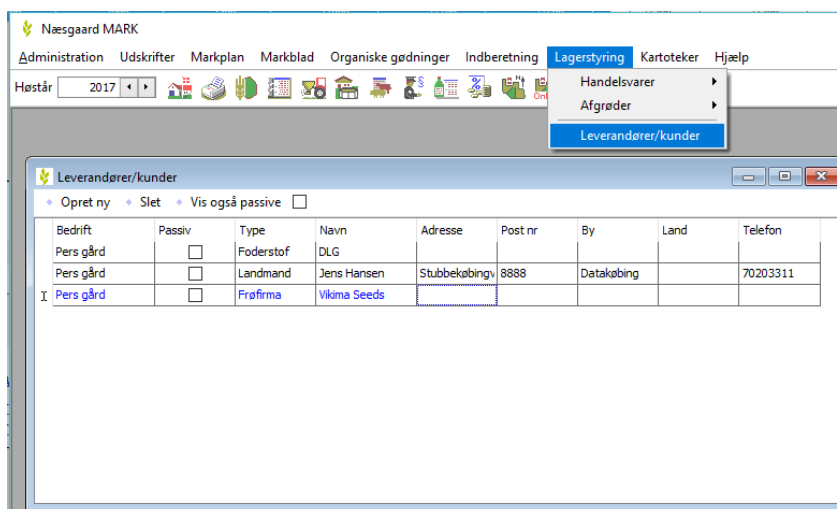 Næsgaard MARK
Administration Udskrifter Markplan Markblad Organiske gødninger Indberetning Lagerstyring Kartoteker Hjælp
Høstår 2017
Handelsvarer
Afgrøder
Leverandører/kunder
Leverandører/kunder
Opret ny Slet Vis også passive
Bedrift Passiv Type Navn Adresse Post nr By Land Telefon
Pers gård Foderstof DLG
Pers gård Landmand Jens Hansen Stubbekøbingv 8888 Datakøbing 70203311
Pers gård Frøfirma Vikima Seeds